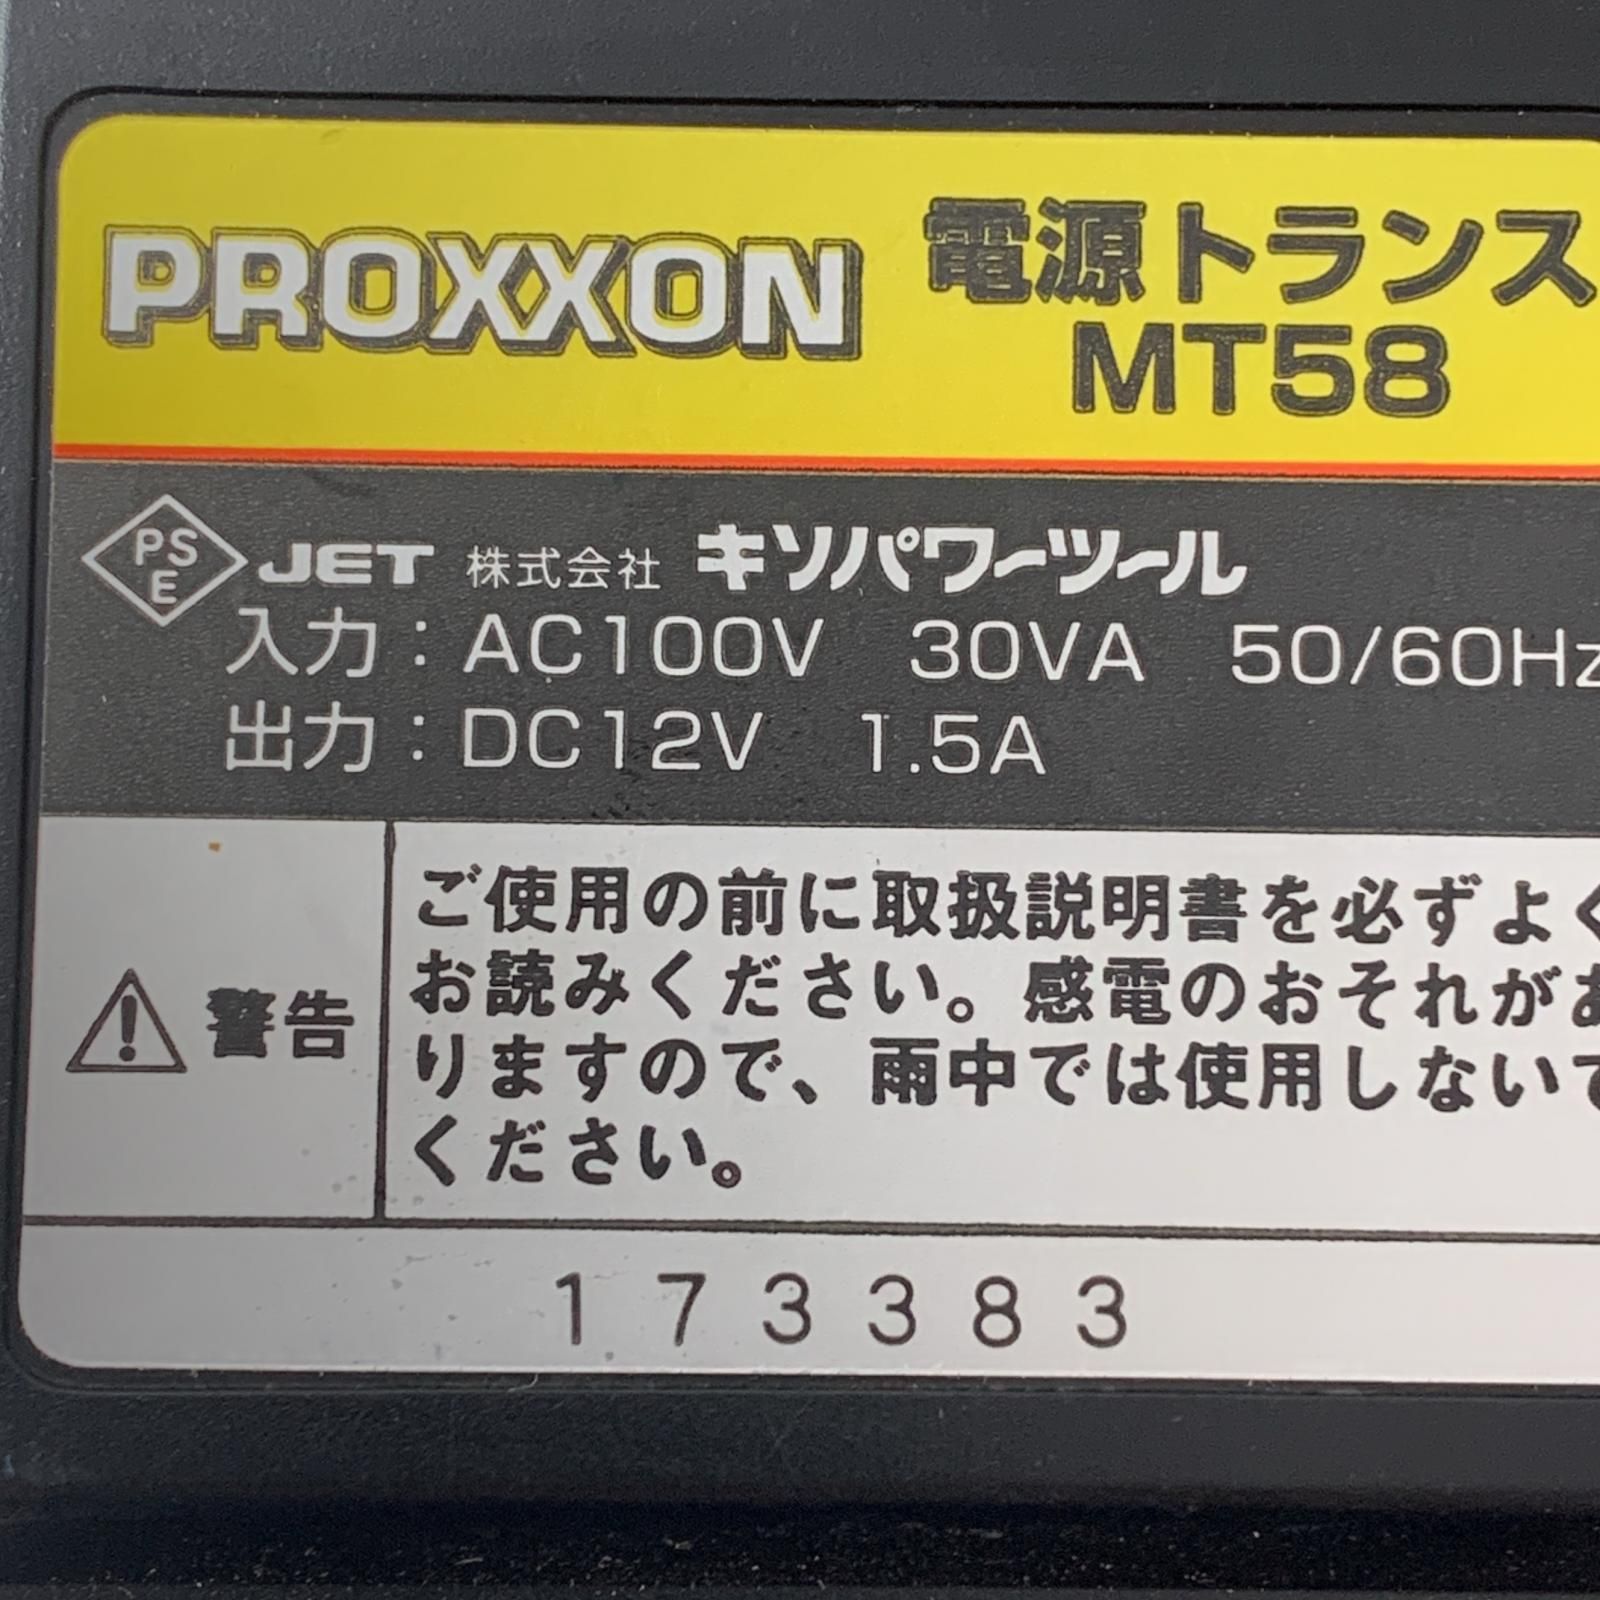 PROXXON
電源トランス
MT58
PSE JET 株式会社 キソパワーツール
入力：AC100V 30VA 50/60Hz
出力：DC12V 1.5A
警告
ご使用の前に取扱説明書を必ずよく
お読みください。感電のおそれがあ
りますので、雨中では使用しないで
ください。
173383